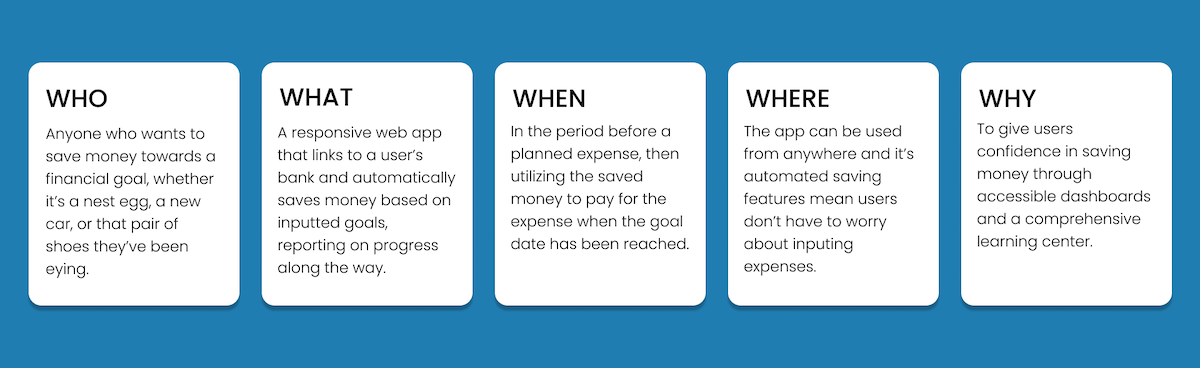 WHO
Anyone who wants to
save money towards a
financial goal, whether
it’s a nest egg, a new
car, or that pair of
shoes they’ve been
eying.
WHAT
A responsive web app
that links to a user’s
bank and automatically
saves money based on
inputted goals,
reporting on progress
along the way.
WHEN
In the period before a
planned expense, then
utilizing the saved
money to pay for the
expense when the goal
date has been reached.
WHERE
The app can be used
from anywhere and it’s
automated saving
features mean users
don’t have to worry
about inputing
expenses.
WHY
To give users
confidence in saving
money through
accessible dashboards
and a comprehensive
learning center.